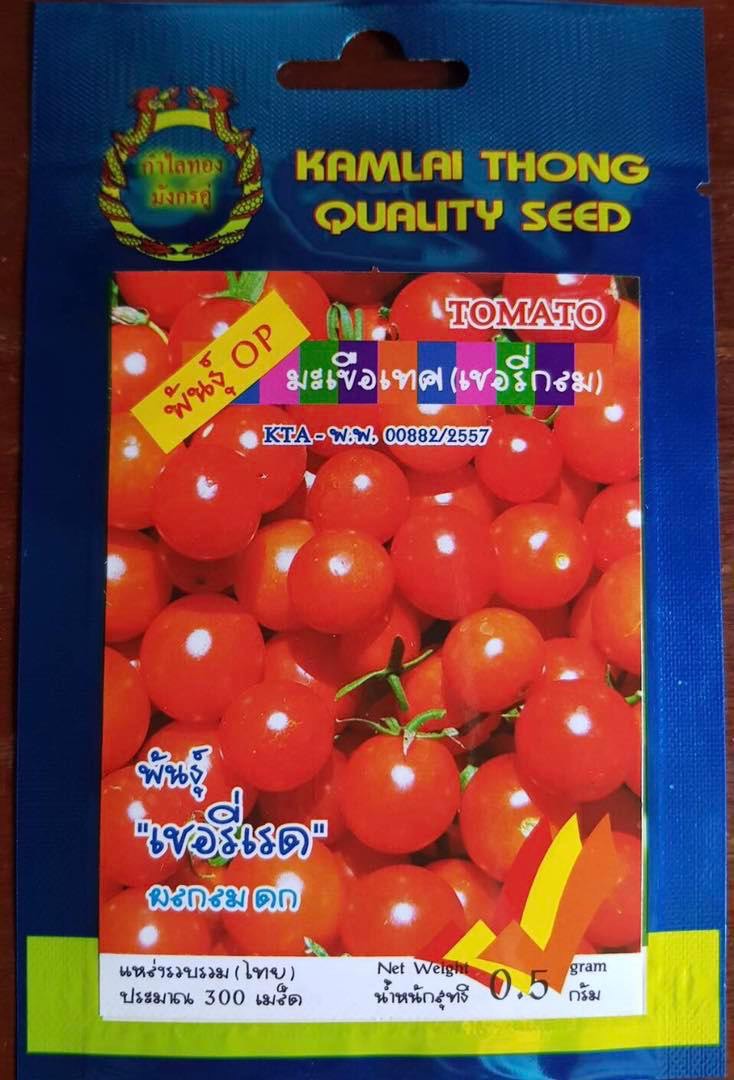 กำไลทอง
มังกรคู่
KAMLAI THONG
QUALITY SEED
TOMATO
พันธุ์ OP
มะเขือเทศ (เชอรี่กลม)
KTA - พ.พ. 00882/2557
พันธุ์
"เชอรี่เรด"
ผลกลม ดก
แหล่งรวบรวม (ไทย)
ประมาณ 300 เมล็ด
Net Weight 0.5 gram
น้ำหนักสุทธิ กรัม